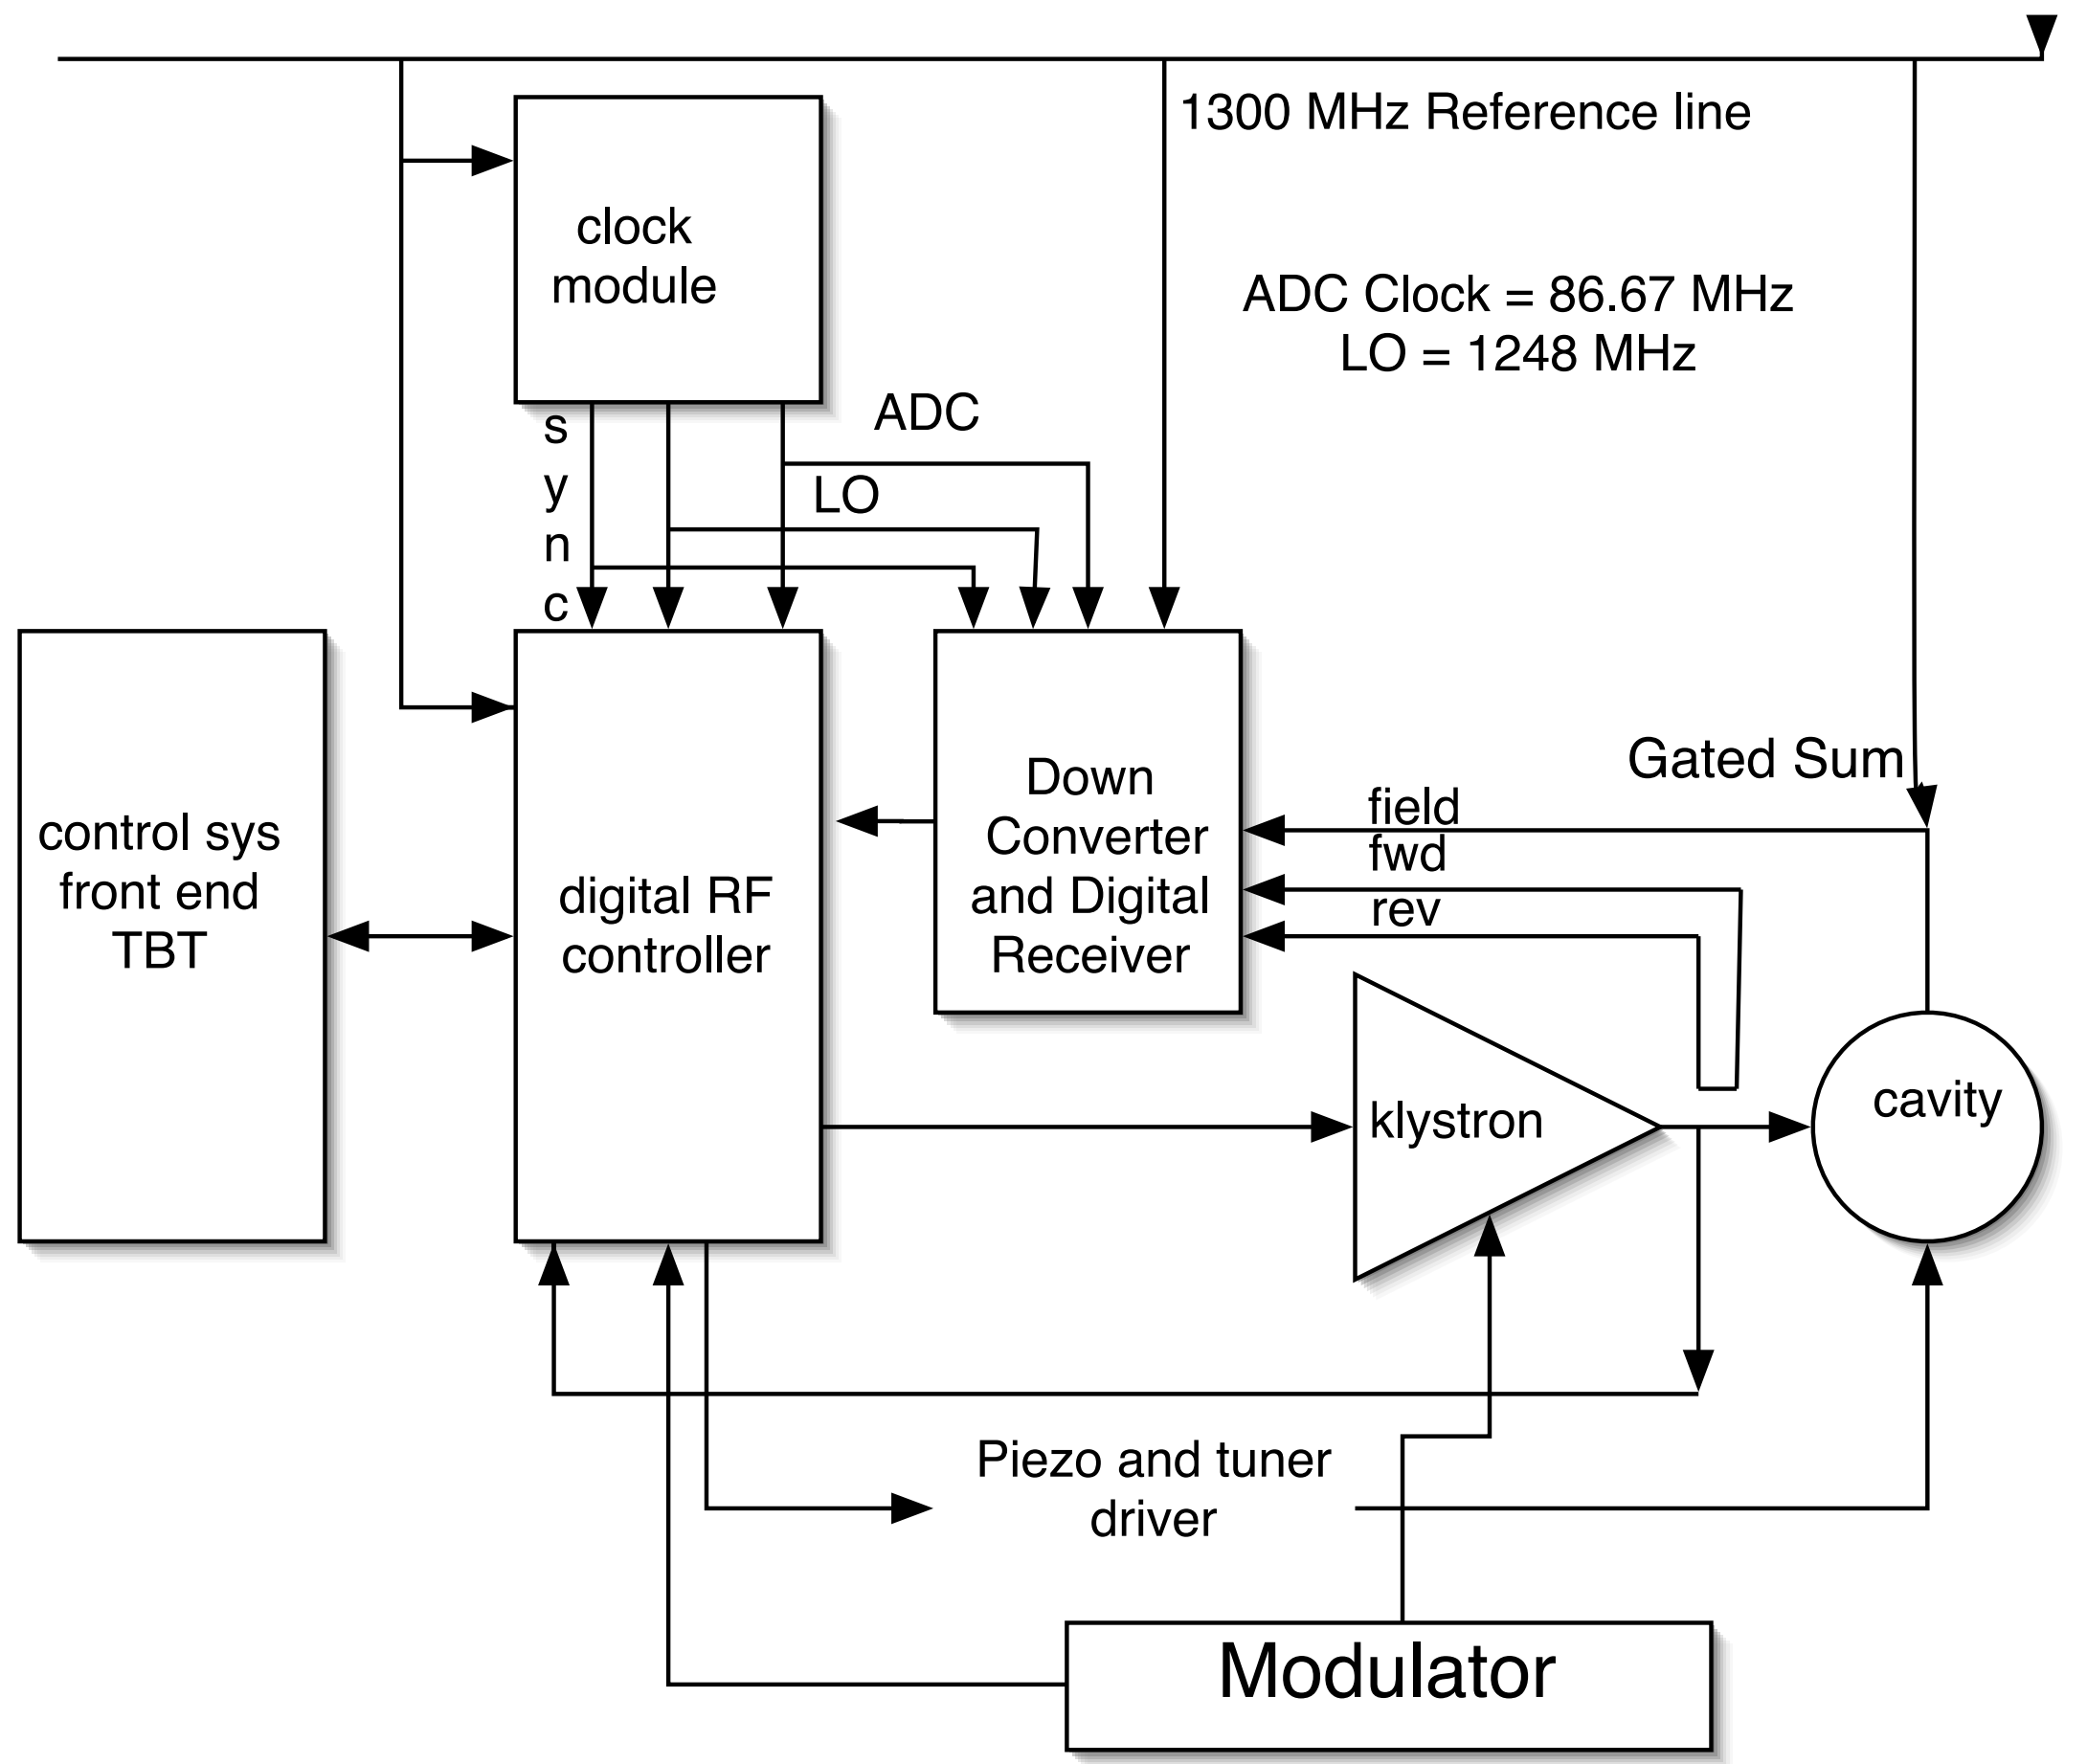 1300 MHz Reference line
clock
module
ADC Clock = 86.67 MHz
LO = 1248 MHz
ADC
s
y
n
c
LO
Gated Sum
field
fwd
rev
control sys
front end
TBT
digital RF
controller
Down
Converter
and Digital
Receiver
klystron
cavity
Piezo and tuner
driver
Modulator